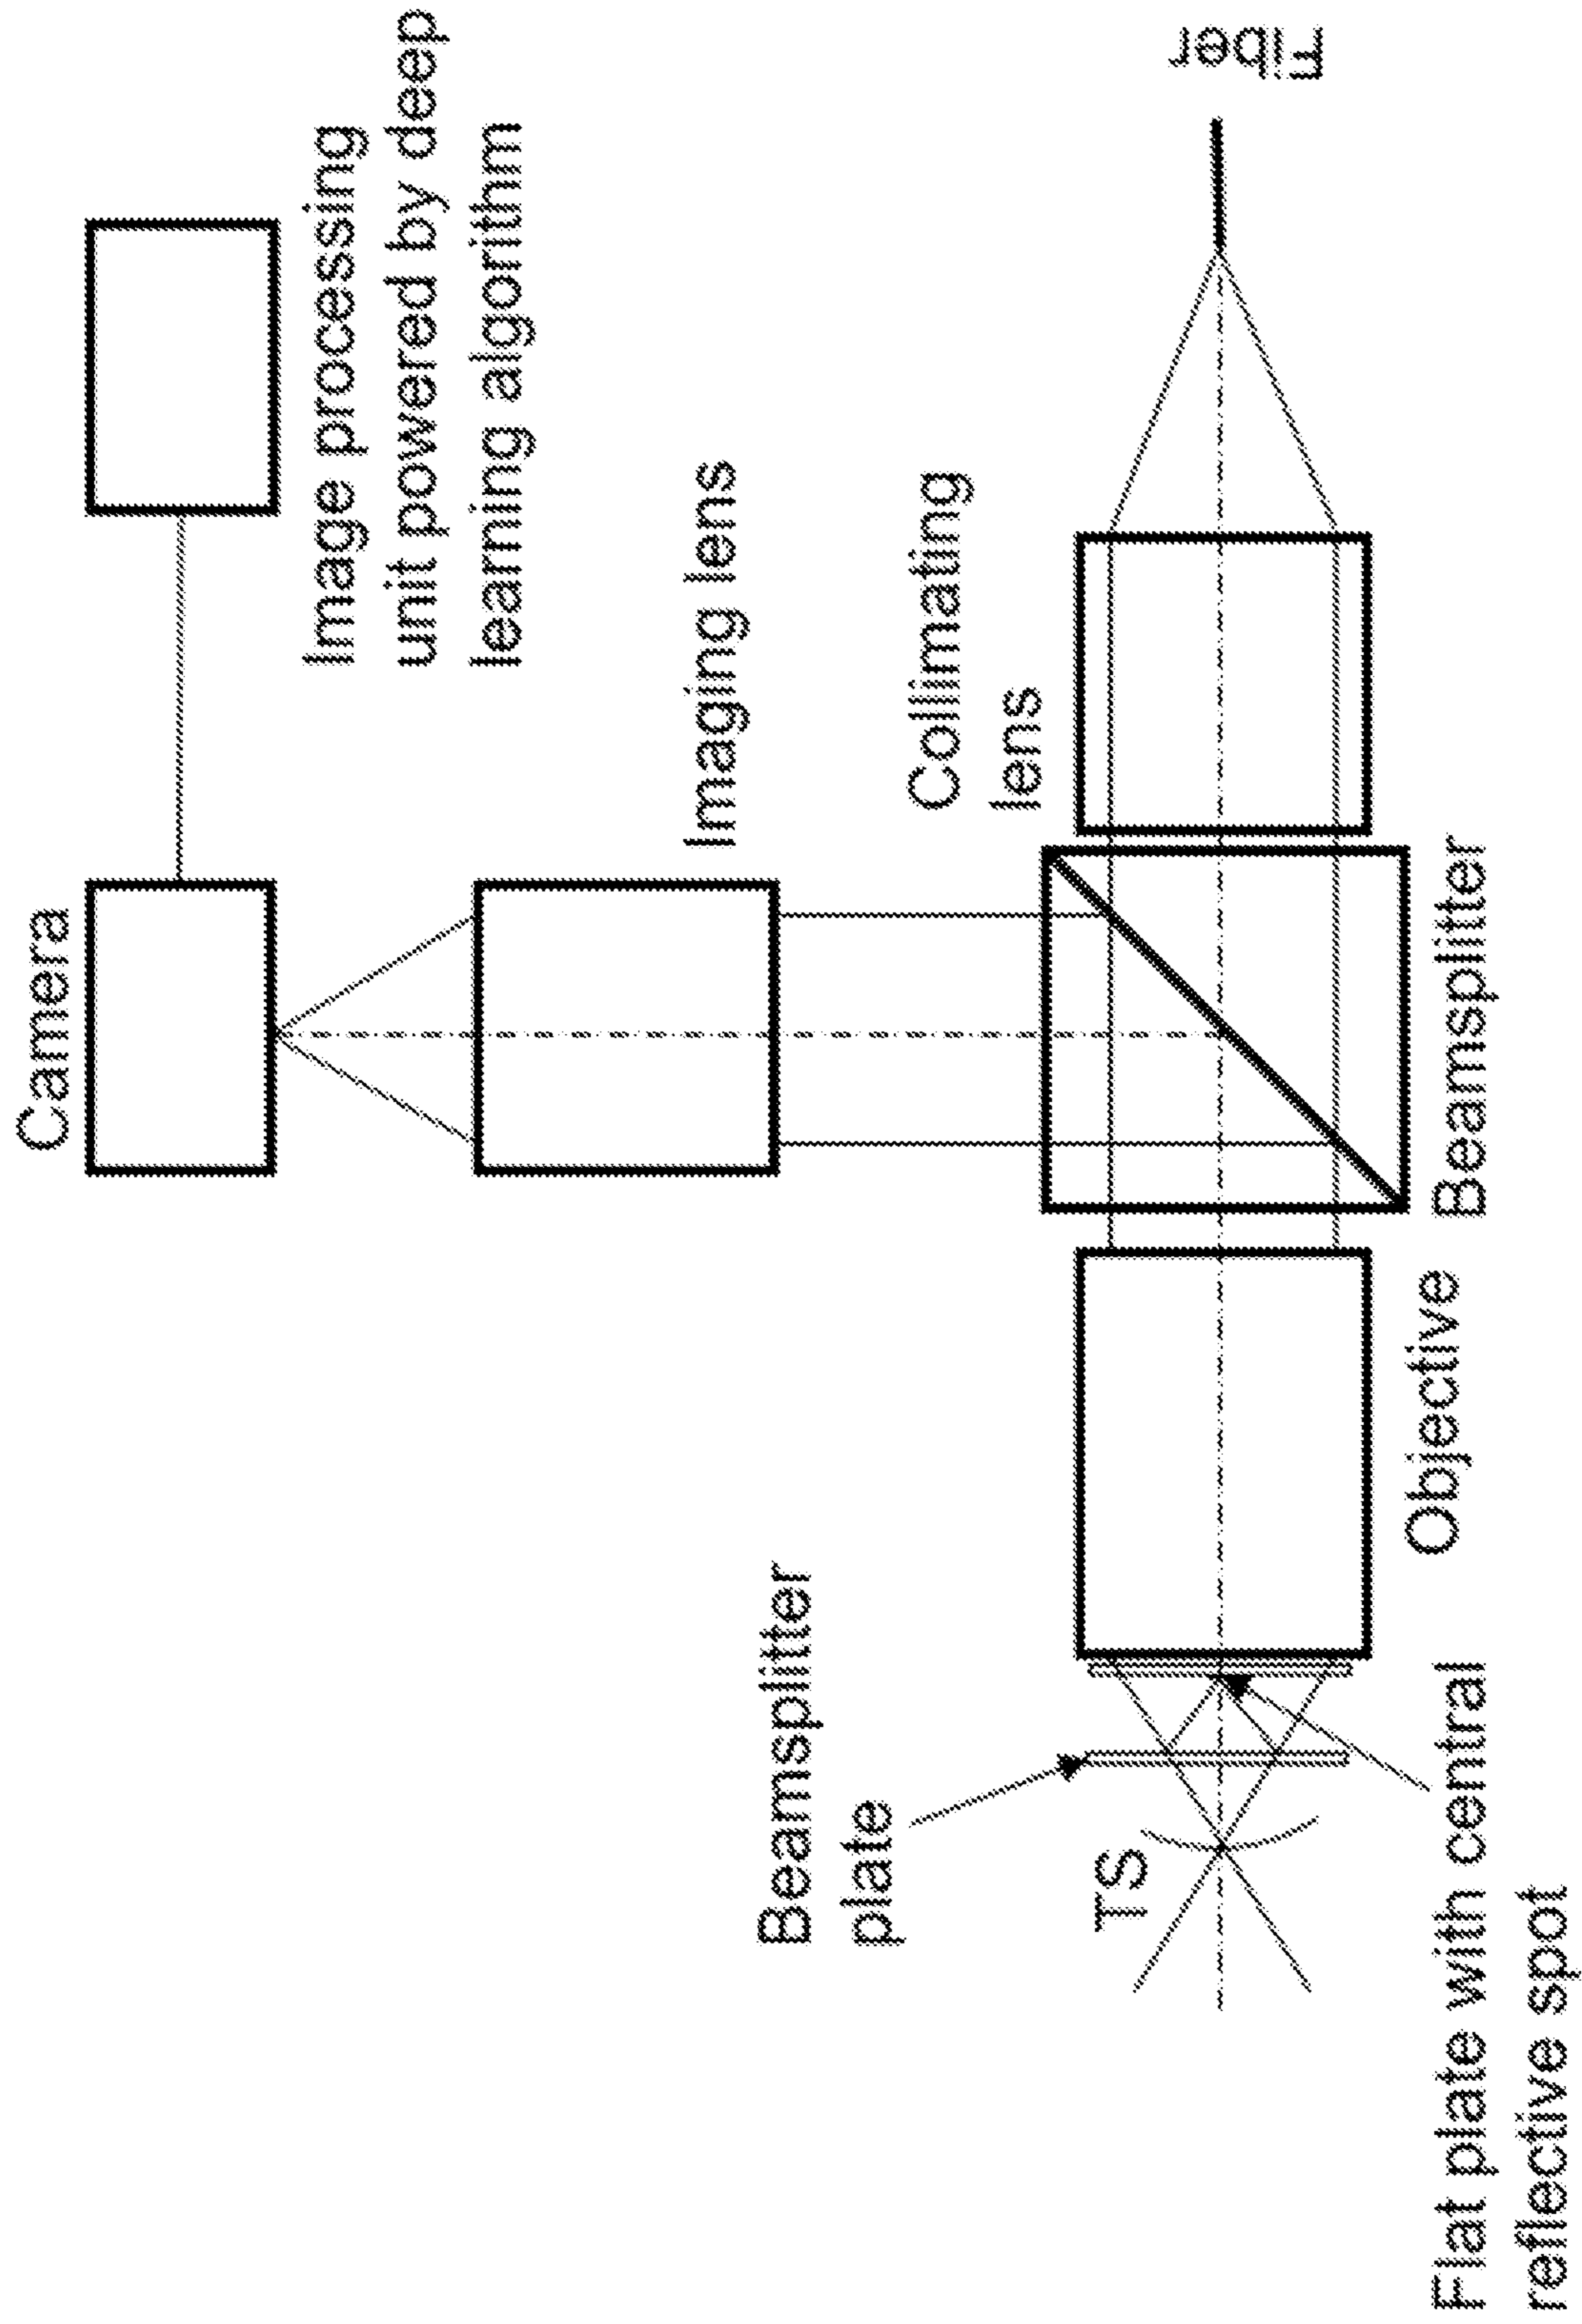 Camera
Image processing
unit powered by deep
learning algorithm
Imaging lens
Collimating
lens
Fiber
Beamsplitter
Objective
Beamsplitter
plate
TS
Flat plate with central
reflective spot